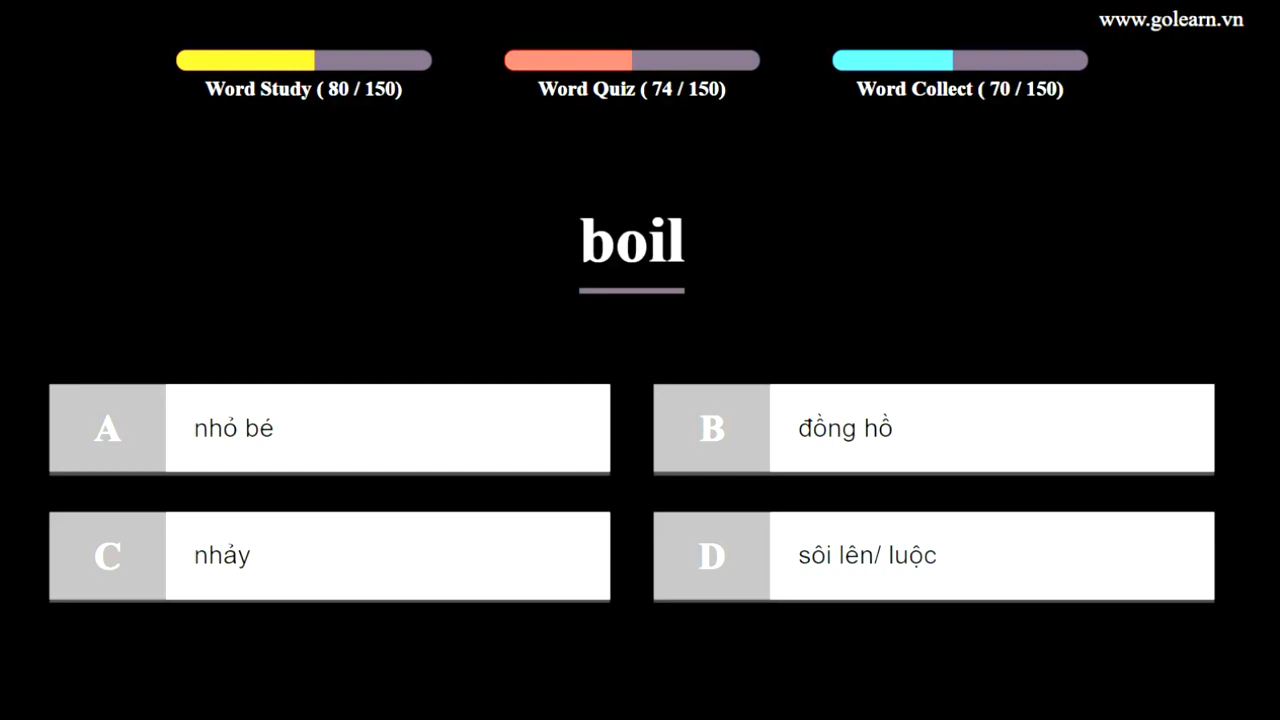 www.golearn.vn
Word Study ( 80 / 150)
Word Quiz ( 74 / 150)
Word Collect ( 70 / 150)
boil
A nhỏ bé
B đồng hồ
C nhảy
D sôi lên/ luộc